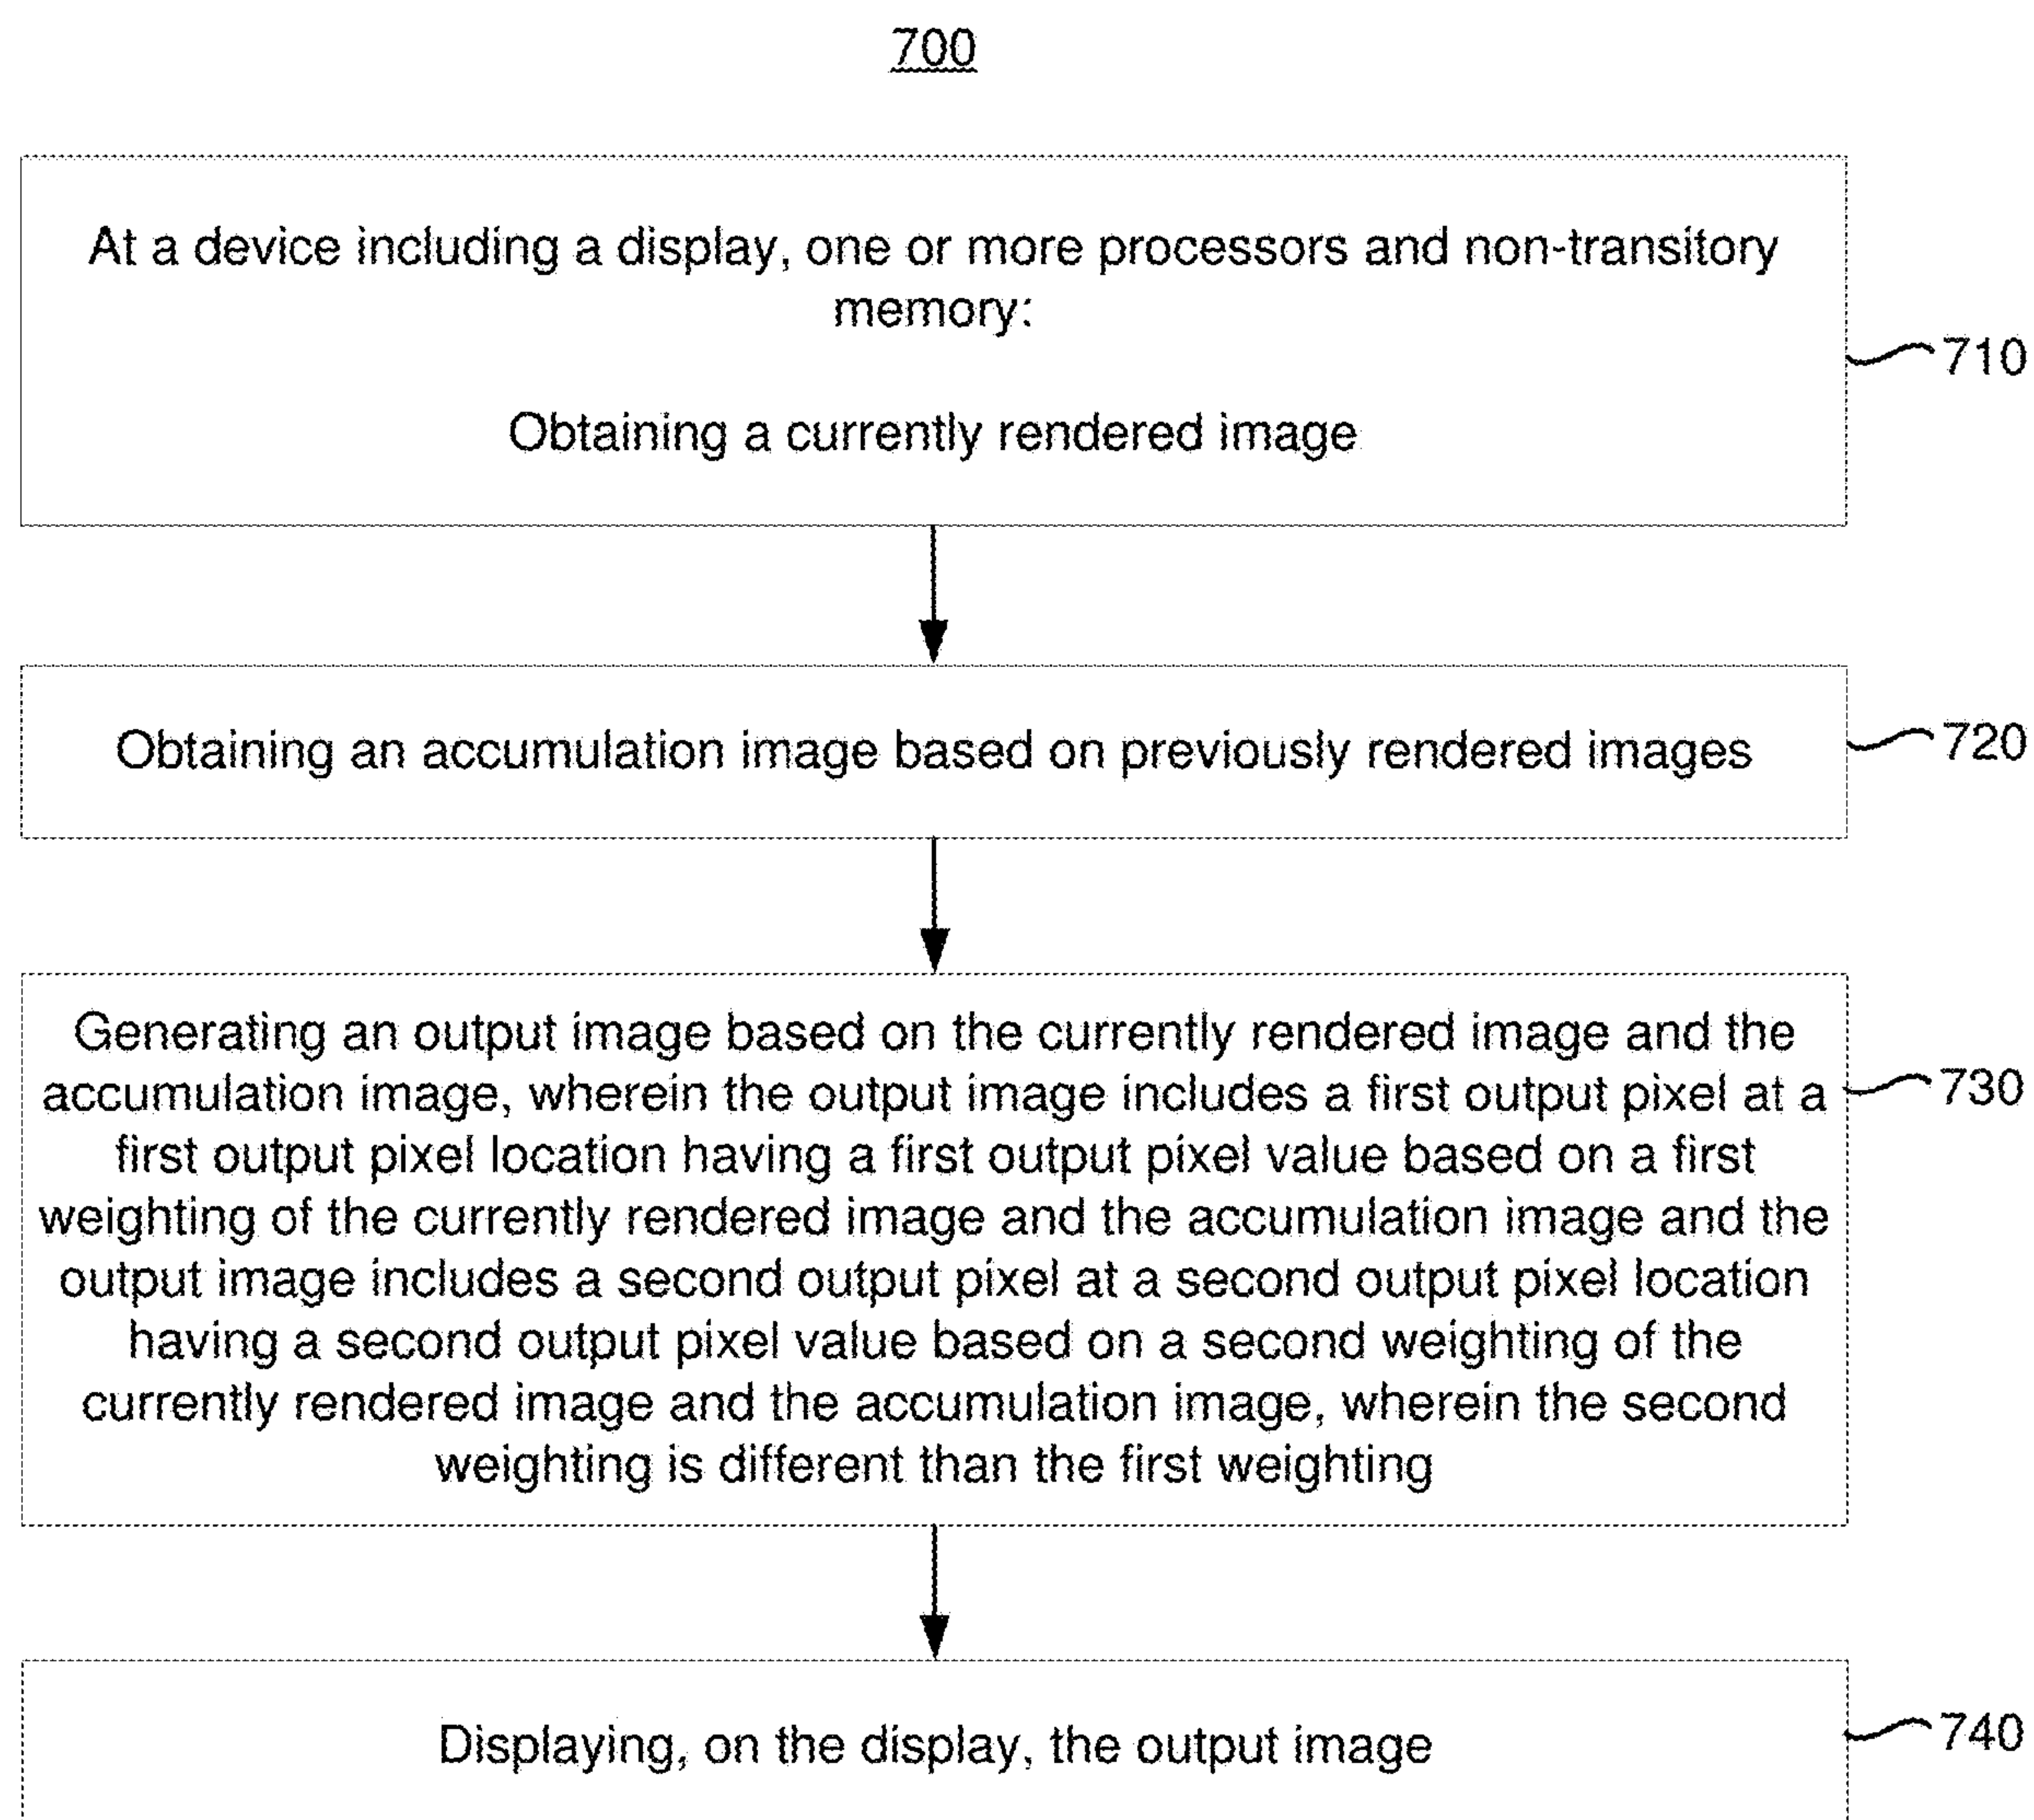 700
At a device including a display, one or more processors and non-transitory
memory:
Obtaining a currently rendered image
710
Obtaining an accumulation image based on previously rendered images
720
Generating an output image based on the currently rendered image and the
accumulation image, wherein the output image includes a first output pixel at a
first output pixel location having a first output pixel value based on a first
weighting of the currently rendered image and the accumulation image and the
output image includes a second output pixel at a second output pixel location
having a second output pixel value based on a second weighting of the
currently rendered image and the accumulation image, wherein the second
weighting is different than the first weighting
730
Displaying, on the display, the output image
740